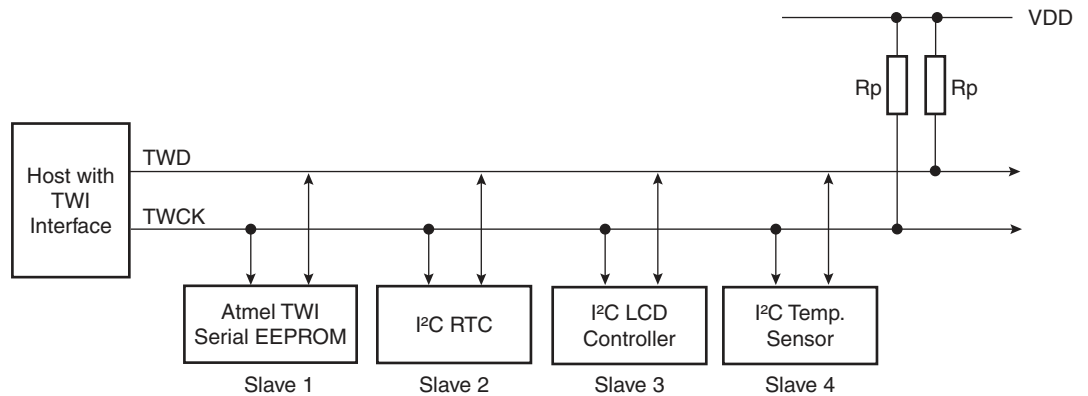 VDD
Rp Rp
Host with
TWI
Interface
TWD
TWCK
Atmel TWI
Serial EEPROM
Slave 1
I²C RTC
Slave 2
I²C LCD
Controller
Slave 3
I²C Temp.
Sensor
Slave 4